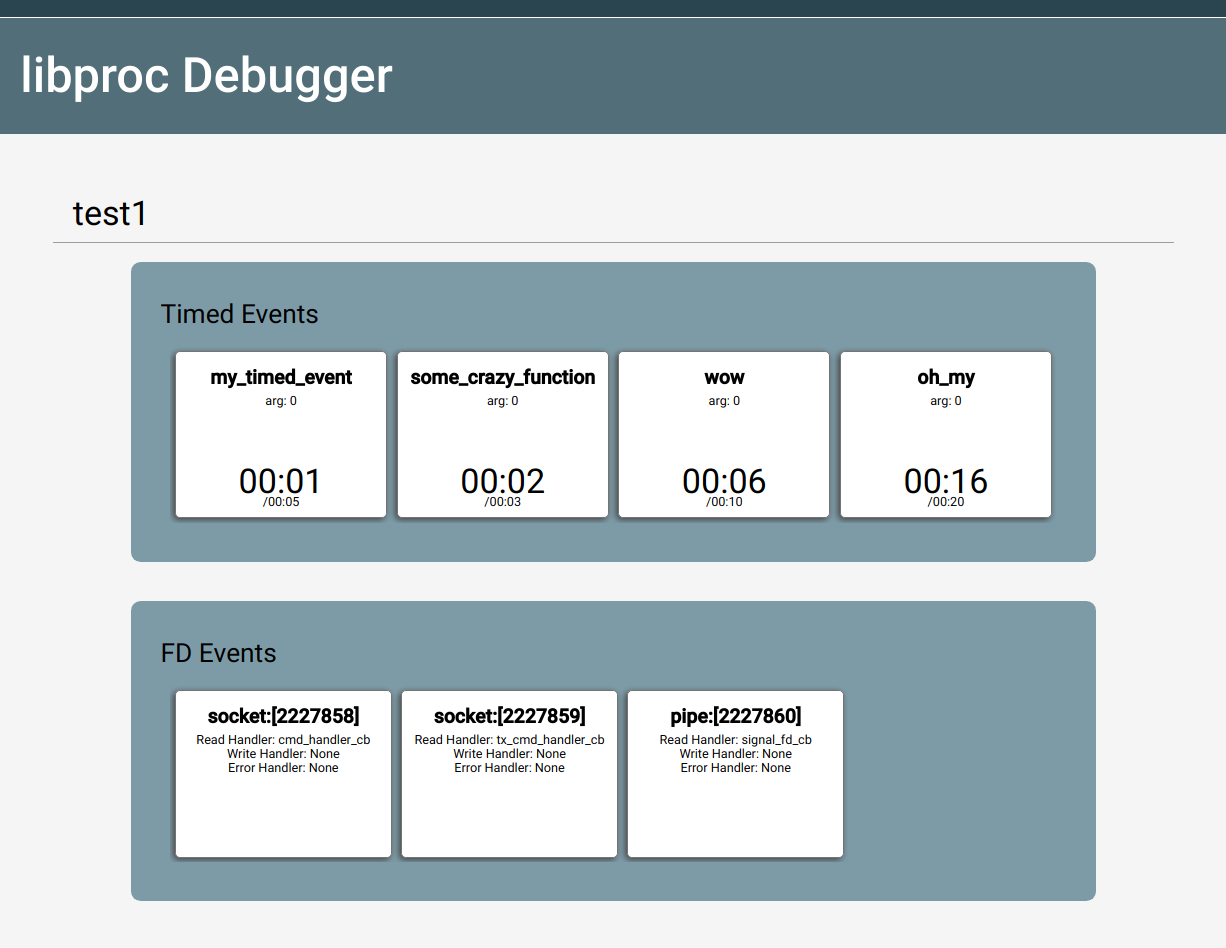 libproc Debugger
test1
Timed Events
my_timed_event
arg: 0
00:01
/00:05
some_crazy_function
arg: 0
00:02
/00:03
wow
arg: 0
00:06
/00:10
oh_my
arg: 0
00:16
/00:20
FD Events
socket:[2227858]
Read Handler: cmd_handler_cb
Write Handler: None
Error Handler: None
socket:[2227859]
Read Handler: tx_cmd_handler_cb
Write Handler: None
Error Handler: None
pipe:[2227860]
Read Handler: signal_fd_cb
Write Handler: None
Error Handler: None